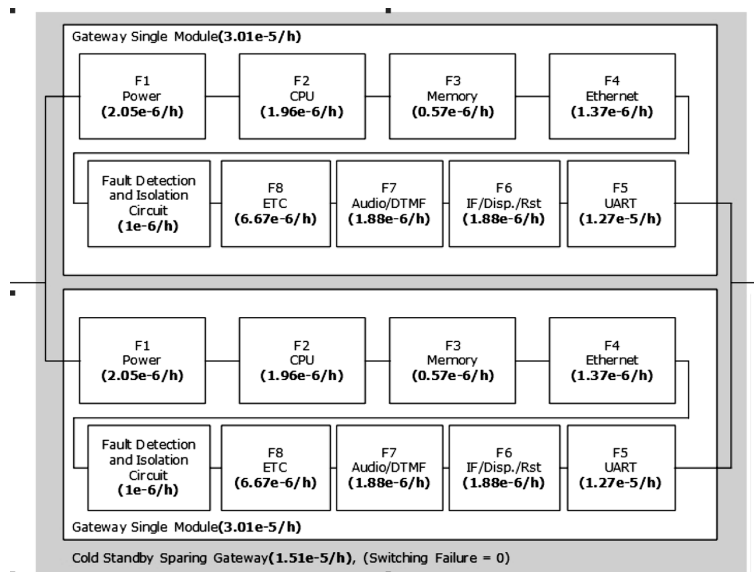 Gateway Single Module(3.01e-5/h)
F1
Power
(2.05e-6/h)
F2
CPU
(1.96e-6/h)
F3
Memory
(0.57e-6/h)
F4
Ethernet
(1.37e-6/h)
Fault Detection
and Isolation
Circuit
(1e-6/h)
F8
ETC
(6.67e-6/h)
F7
Audio/DTMF
(1.88e-6/h)
F6
IF/Disp./Rst
(1.88e-6/h)
F5
UART
(1.27e-5/h)
F1
Power
(2.05e-6/h)
F2
CPU
(1.96e-6/h)
F3
Memory
(0.57e-6/h)
F4
Ethernet
(1.37e-6/h)
Fault Detection
and Isolation
Circuit
(1e-6/h)
F8
ETC
(6.67e-6/h)
F7
Audio/DTMF
(1.88e-6/h)
F6
IF/Disp./Rst
(1.88e-6/h)
F5
UART
(1.27e-5/h)
Gateway Single Module(3.01e-5/h)
Cold Standby Sparing Gateway(1.51e-5/h), (Switching Failure = 0)